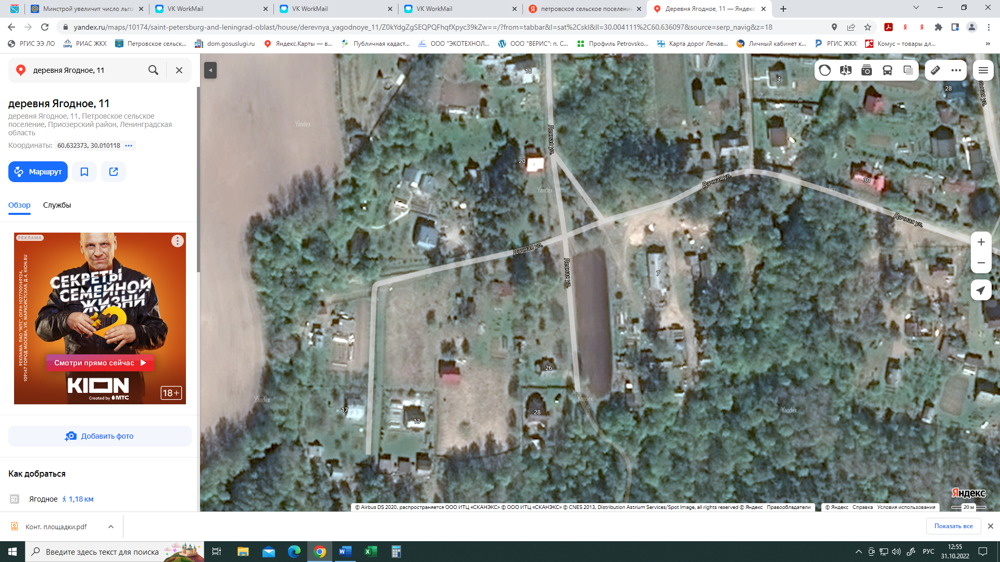 Минстрой увеличит число льго
VK WorkMail
VK WorkMail
VK WorkMail
петровское сельское поселение
Деревня Ягодное, 11 — Яндекс
yandex.ru/maps/10174/saint-petersburg-and-leningrad-oblast/house/derevnya_yagodnoye_11/Z0kYdgZgSEQPQFhqfXpyc39kZw==/?from=tabbar&l=sat%2Cskl&ll=30.004111%2C60.636097&source=serp_navig&z=18
РГИС ЭЕ ЛО
РИАС ЖКХ
Петровское сельск...
dom.gosuslugi.ru
Яндекс.Карты — в...
Публичная кадаст...
ООО "ЭКОТЕХНОЛ...
ООО "ВЕРИС": п. С...
Профиль Petrovsko...
Карта дорог Ленав...
Личный кабинет к...
РГИС ЖКХ
Комус – товары дл...
»
деревня Ягодное, 11
деревня Ягодное, 11
деревня Ягодное, 11, Петровское сельское
поселение, Приозерский район, Ленинградская
область
Координаты: 60.632373, 30.010118
Маршрут
Обзор
Службы
РЕКЛАМА
РЕКЛАМА. ПАО "МТС". ОГРН 1027700149124,
109147 ГОРОД МОСКВА, УЛ. МАРКСИСТСКАЯ, Д.4, KION.RU
СЕКРЕТЫ
СЕМЕЙНОЙ
ЖИЗНИ
2
Смотри прямо сейчас
KION
Created by МТС
18+
Добавить фото
Как добраться
Ягодное 1,18 км
18
4
28
льчая ул.
Yandex
Лесная ул.
20
Yandex
Дачная ул.
30
Yandex
Дачная ул.
Дачная ул.
Лесная ул.
7
26
Yandex
Yandex
17
13
28
Yandex
Яндекс
20 м
© Airbus DS 2020, распространяется ООО ИТЦ «СКАНЭКС» © ООО ИТЦ «СКАНЭКС» © CNES 2013, Distribution Astrium Services/Spot Image, all rights reserved © Яндекс Правообладатели
© Яндекс Справка Условия использования
Конт. площадки.pdf
Показать все
Введите здесь текст для поиска
РУС
12:55
31.10.2022